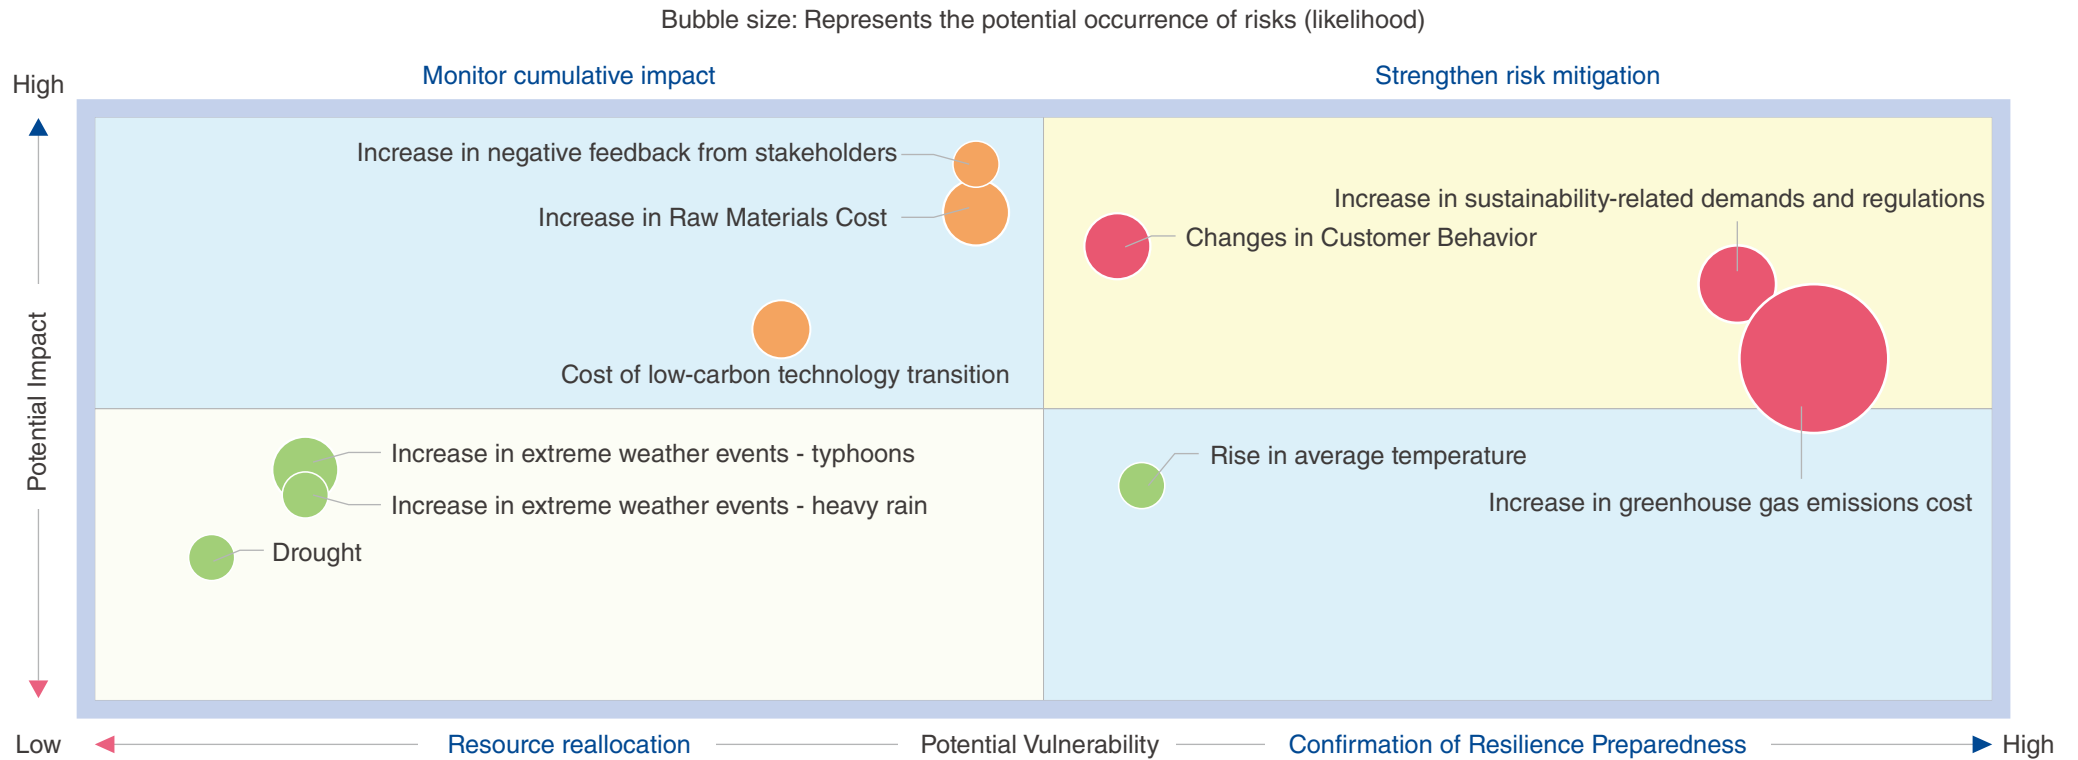 Bubble size: Represents the potential occurrence of risks (likelihood)
High
Monitor cumulative impact
Strengthen risk mitigation
Increase in negative feedback from stakeholders
Increase in Raw Materials Cost
Cost of low-carbon technology transition
Increase in sustainability-related demands and regulations
Changes in Customer Behavior
Potential Impact
Increase in extreme weather events - typhoons
Increase in extreme weather events - heavy rain
Drought
Rise in average temperature
Increase in greenhouse gas emissions cost
Low
Resource reallocation
Potential Vulnerability
Confirmation of Resilience Preparedness
High